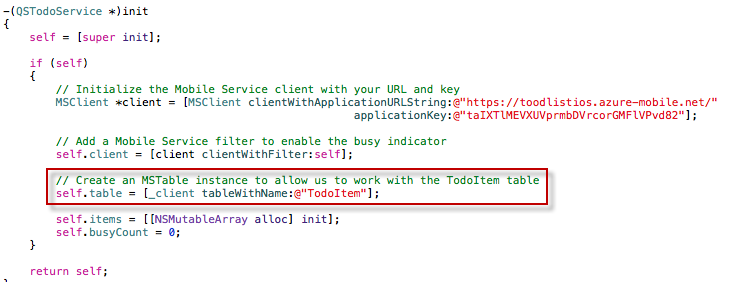 -(QSTodoService *)init
{
self = [super init];
if (self)
{
// Initialize the Mobile Service client with your URL and key
MSClient *client = [MSClient clientWithApplicationURLString:@"https://toodlistios.azure-mobile.net/"
applicationKey:@"taIXTlMEVXUVprmbDVrcorGMFlVPvd82"];
// Add a Mobile Service filter to enable the busy indicator
self.client = [client clientWithFilter:self];
// Create an MSTable instance to allow us to work with the TodoItem table
self.table = [_client tableWithName:@"TodoItem"];
self.items = [[NSMutableArray alloc] init];
self.busyCount = 0;
}
return self;
}